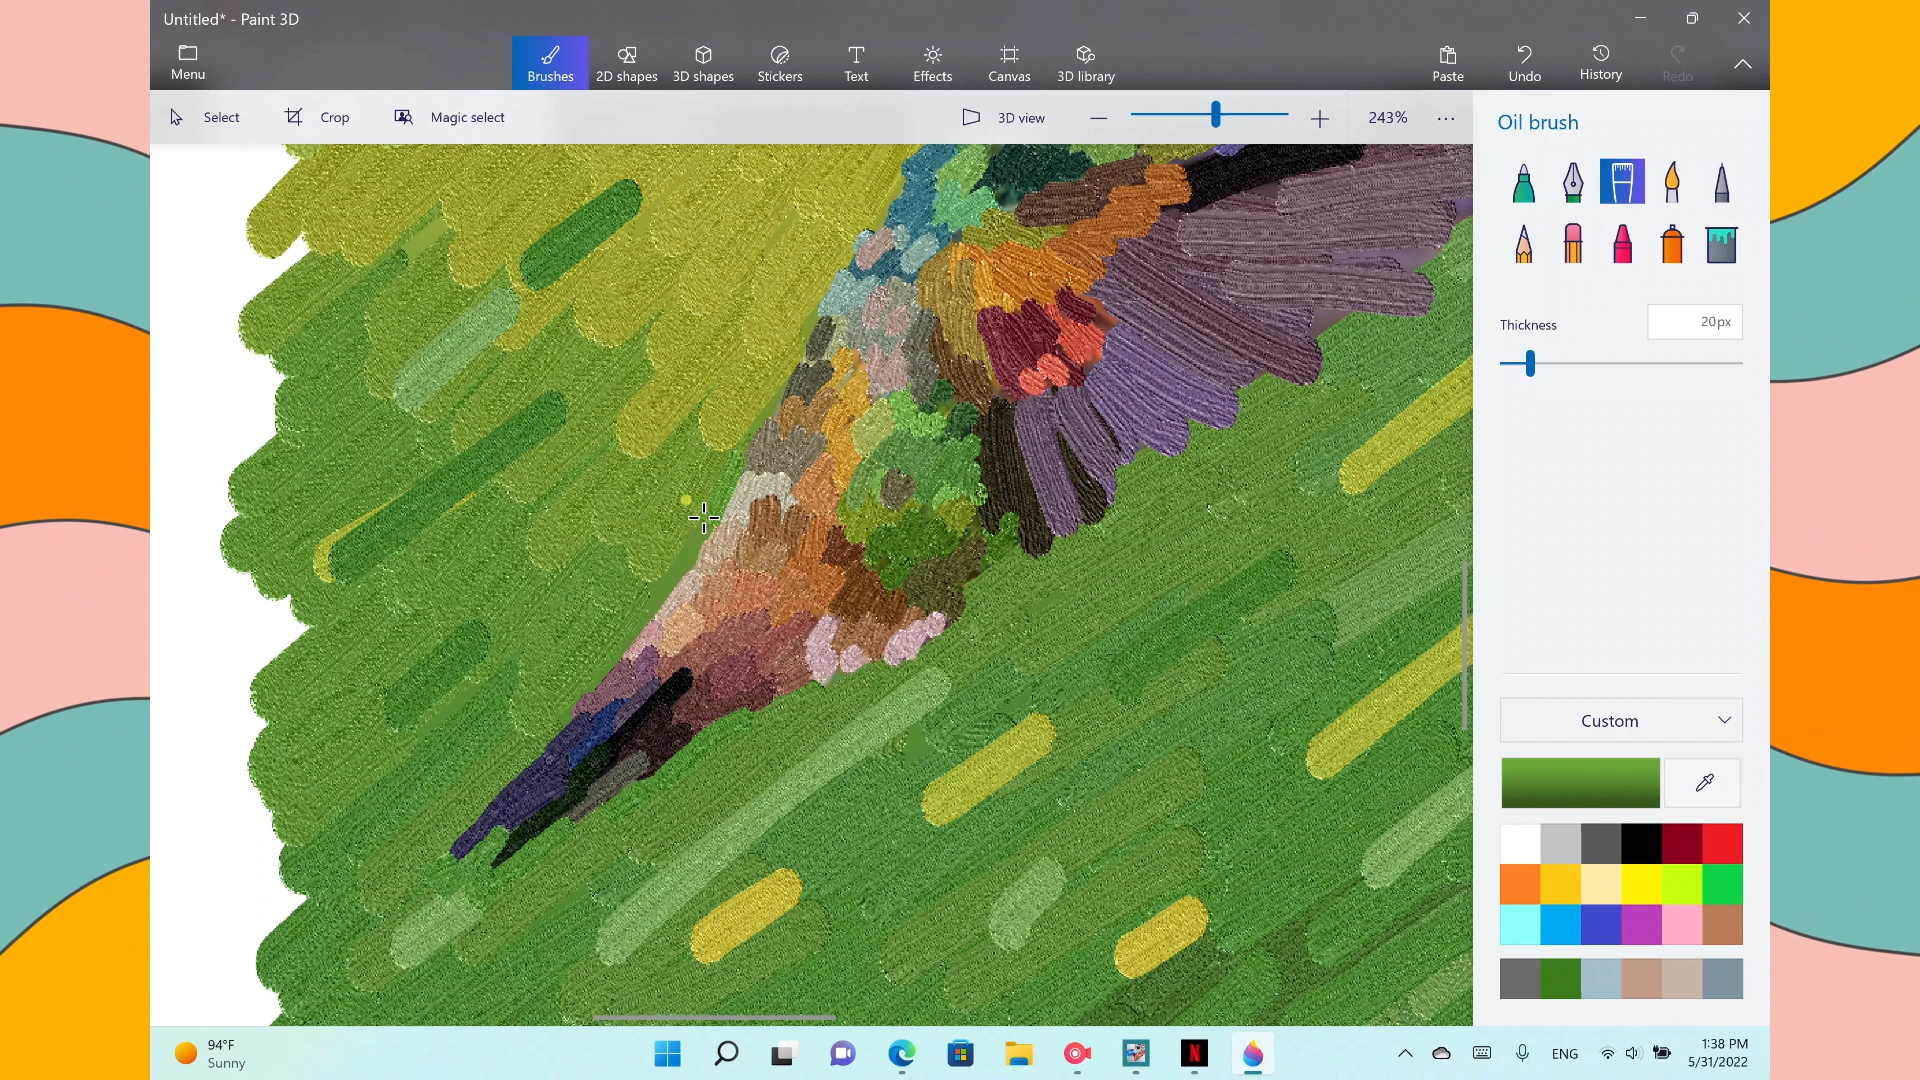 Untitled* - Paint 3D
Menu
Brushes
2D shapes
3D shapes
Stickers
Text
Effects
Canvas
3D library
Paste
Undo
History
Redo
Select
Crop
Magic select
3D view
243%
Oil brush
Thickness
20px
Custom
94°F
Sunny
N
ENG
1:38 PM
5/31/2022